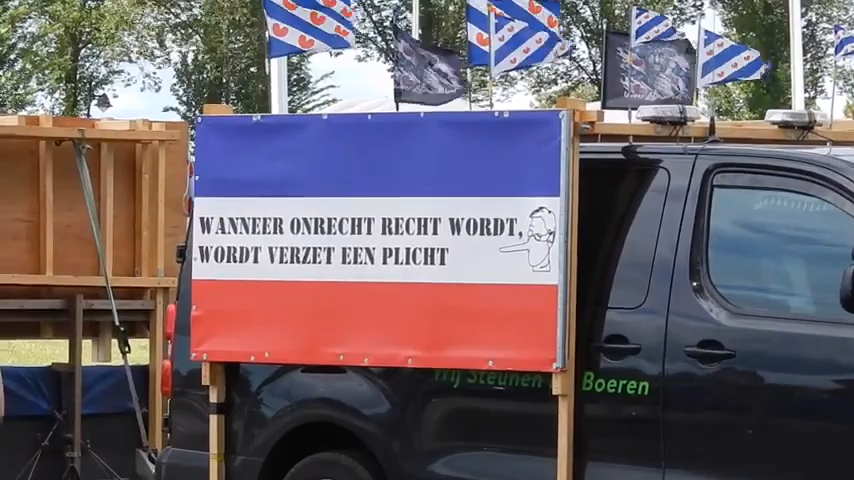 WANNEER ONRECHT RECHT WORDT,
WORDT VERZET EEN PLICHT
Wij Steunen Boeren